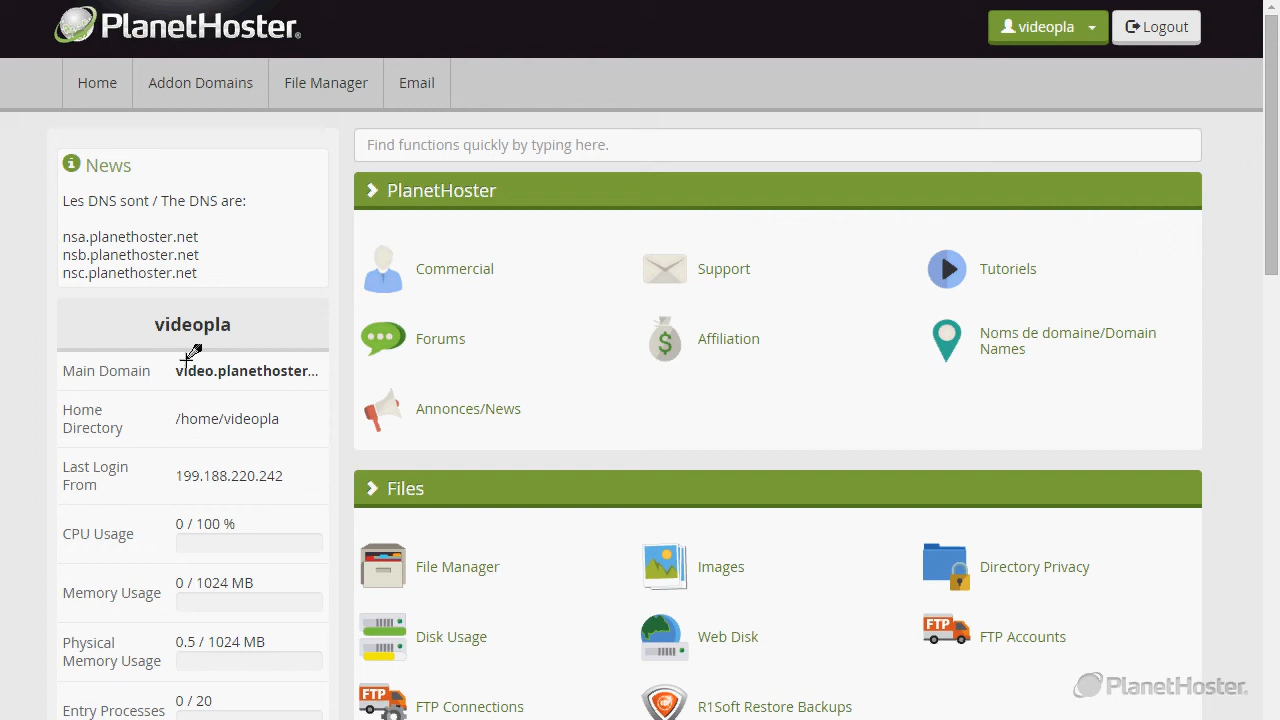 PlanetHoster
videopla
Logout
Home
Addon Domains
File Manager
Email
News
Les DNS sont / The DNS are:
nsa.planethoster.net
nsb.planethoster.net
nsc.planethoster.net
videopla
Main Domain
video.planethoster...
Home
Directory
/home/videopla
Last Login
From
199.188.220.242
CPU Usage
0 / 100 %
Memory Usage
0 / 1024 MB
Physical
Memory Usage
0.5 / 1024 MB
Entry Processes
0 / 20
Find functions quickly by typing here.
PlanetHoster
Commercial
Support
Tutoriels
Forums
Affiliation
Noms de domaine/Domain
Names
Annonces/News
Files
File Manager
Images
Directory Privacy
Disk Usage
Web Disk
FTP
FTP Accounts
FTP
FTP Connections
R1Soft Restore Backups
PlanetHoster